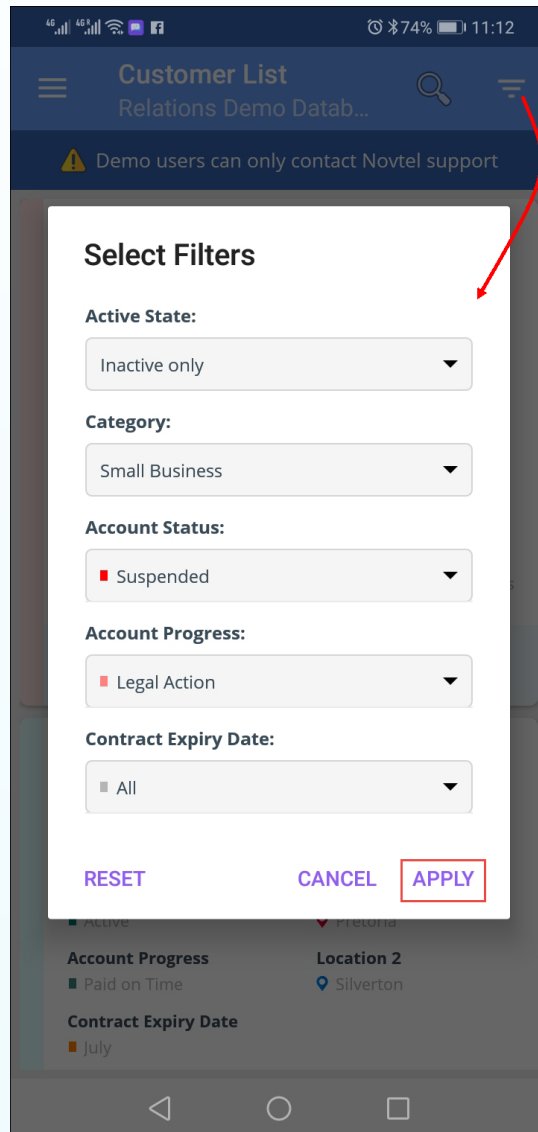 4G 4G 74% 11:12
Customer List
Relations Demo Datab...
Demo users can only contact Novtel support
Select Filters
Active State:
Inactive only
Category:
Small Business
Account Status:
Suspended
s
Account Progress:
Legal Action
Contract Expiry Date:
All
RESET CANCEL APPLY
Active Pretoria
Account Progress Location 2
Paid on Time Silverton
Contract Expiry Date
July